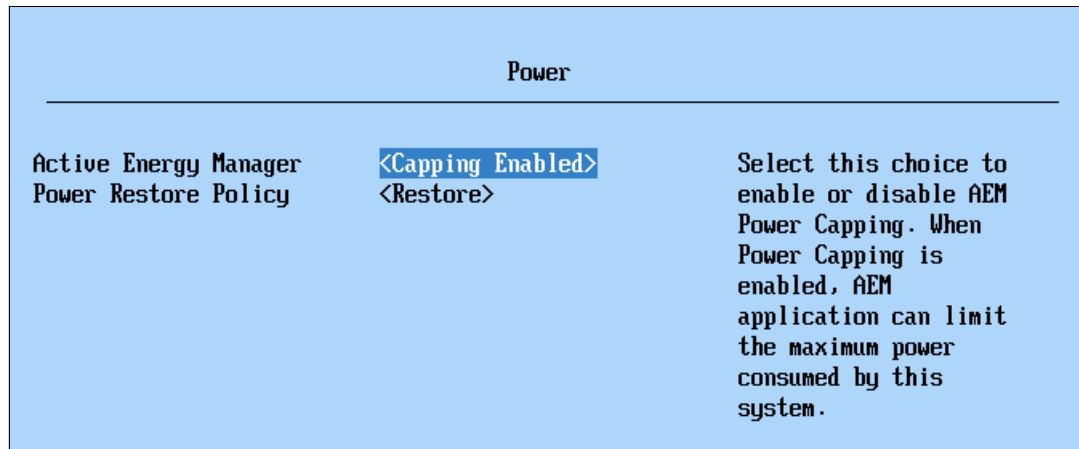 Power
Active Energy Manager <Capping Enabled>
Power Restore Policy <Restore>
Select this choice to
enable or disable AEM
Power Capping. When
Power Capping is
enabled, AEM
application can limit
the maximum power
consumed by this
system.